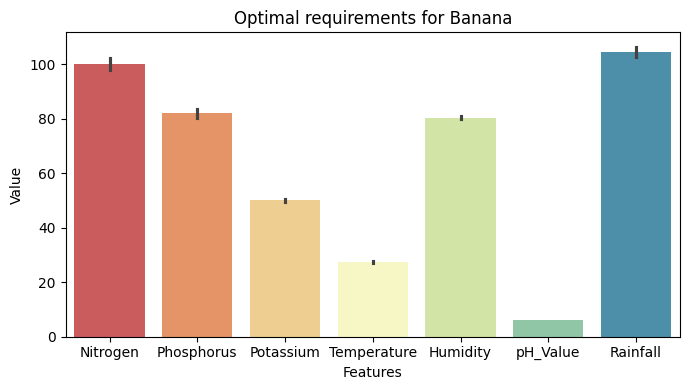 Optimal requirements for Banana
Value
100
80
60
40
20
0
Nitrogen Phosphorus Potassium Temperature Humidity pH_Value Rainfall
Features